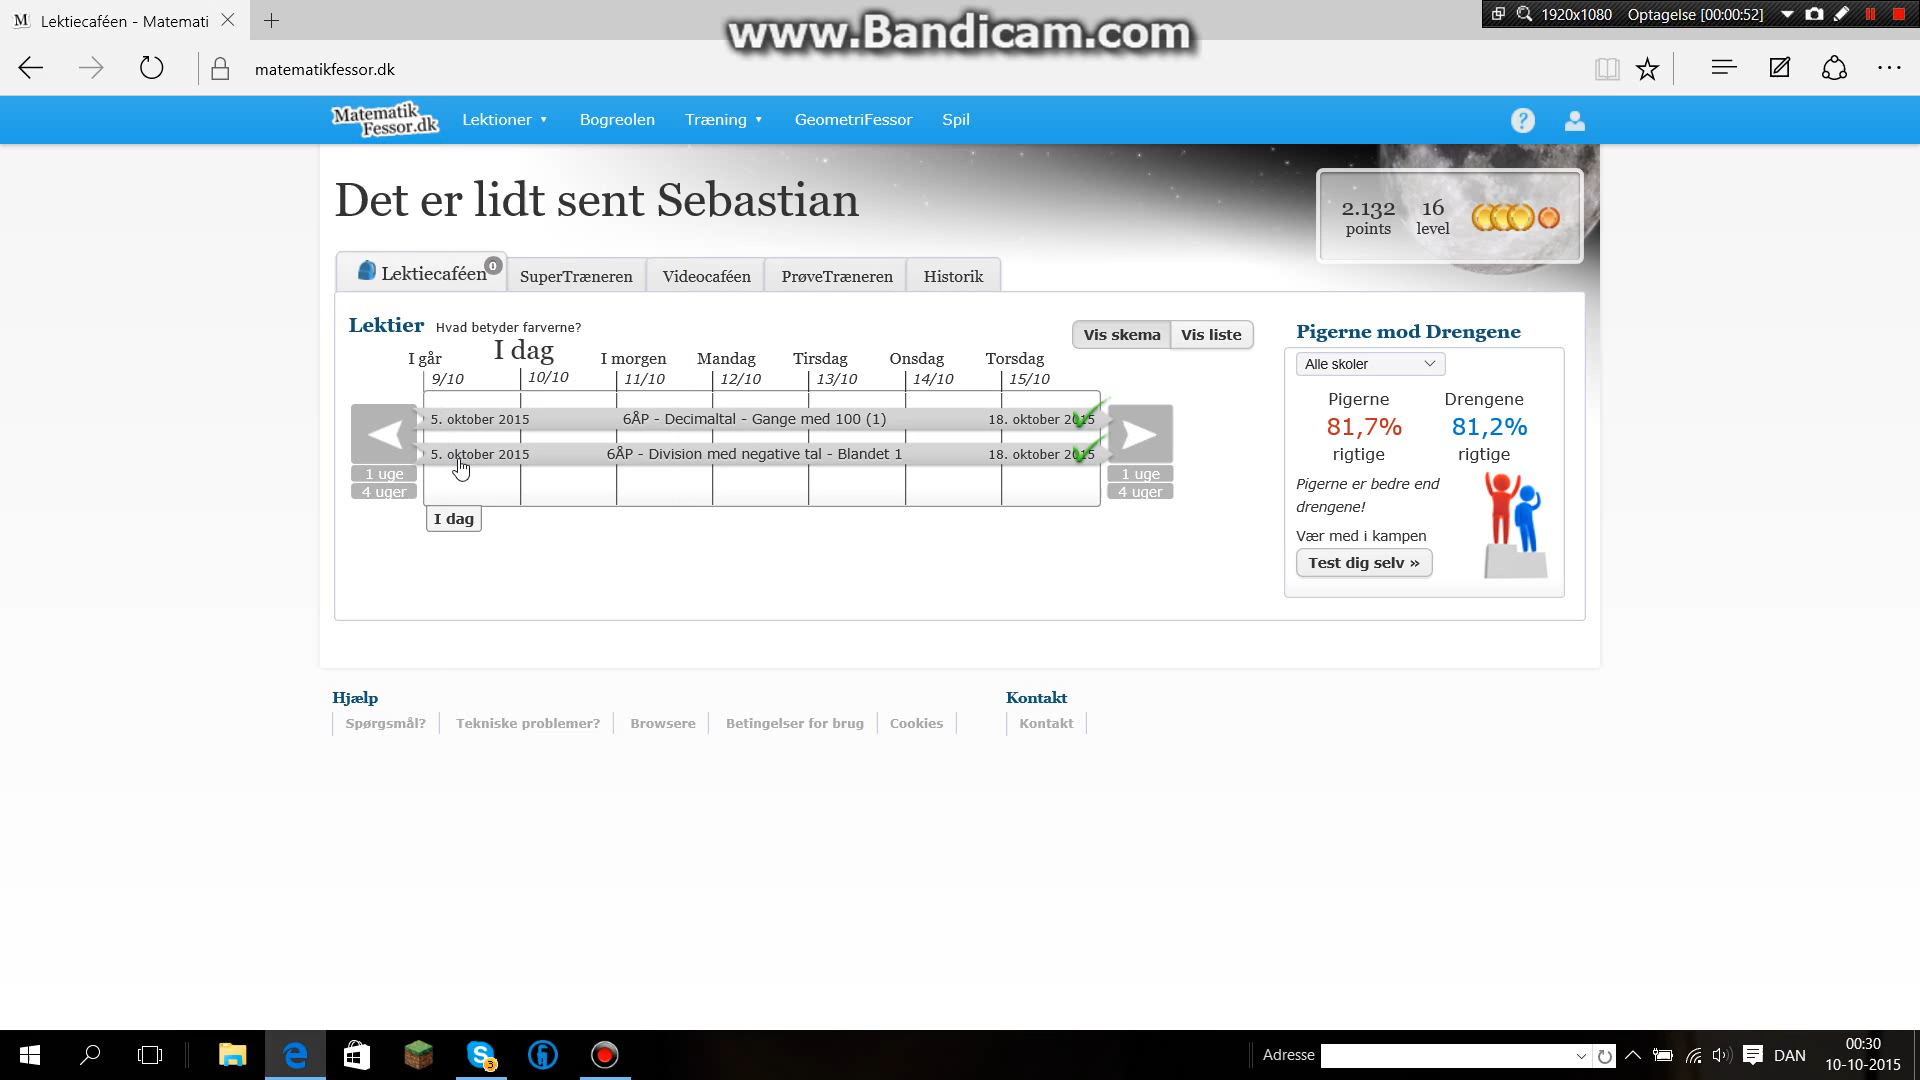 M Lektiecaféen - Matemati
www.Bandicam.com
1920x1080 Optagelse [00:00:52]
matematikfessor.dk
Matematik
Fessor.dk
Lektioner Bogreolen Træning GeometriFessor Spil
?
Det er lidt sent Sebastian
2.132 16
points level
Lektiecaféen 0 SuperTræneren Videocaféen PrøveTræneren Historik
Lektier Hvad betyder farverne?
Vis skema Vis liste
I går I dag I morgen Mandag Tirsdag Onsdag Torsdag
9/10 10/10 11/10 12/10 13/10 14/10 15/10
5. oktober 2015 6ÅP - Decimaltal - Gange med 100 (1) 18. oktober 2015
5. oktober 2015 6ÅP - Division med negative tal - Blandet 1 18. oktober 2015
1 uge 1 uge
4 uger 4 uger
I dag
Pigerne mod Drengene
Alle skoler
Pigerne Drengene
81,7% 81,2%
rigtige rigtige
Pigerne er bedre end
drengene!
Vær med i kampen
Test dig selv »
Hjælp
Spørgsmål? Tekniske problemer? Browsere Betingelser for brug Cookies
Kontakt
Kontakt
3
Adresse
DAN
00:30
10-10-2015